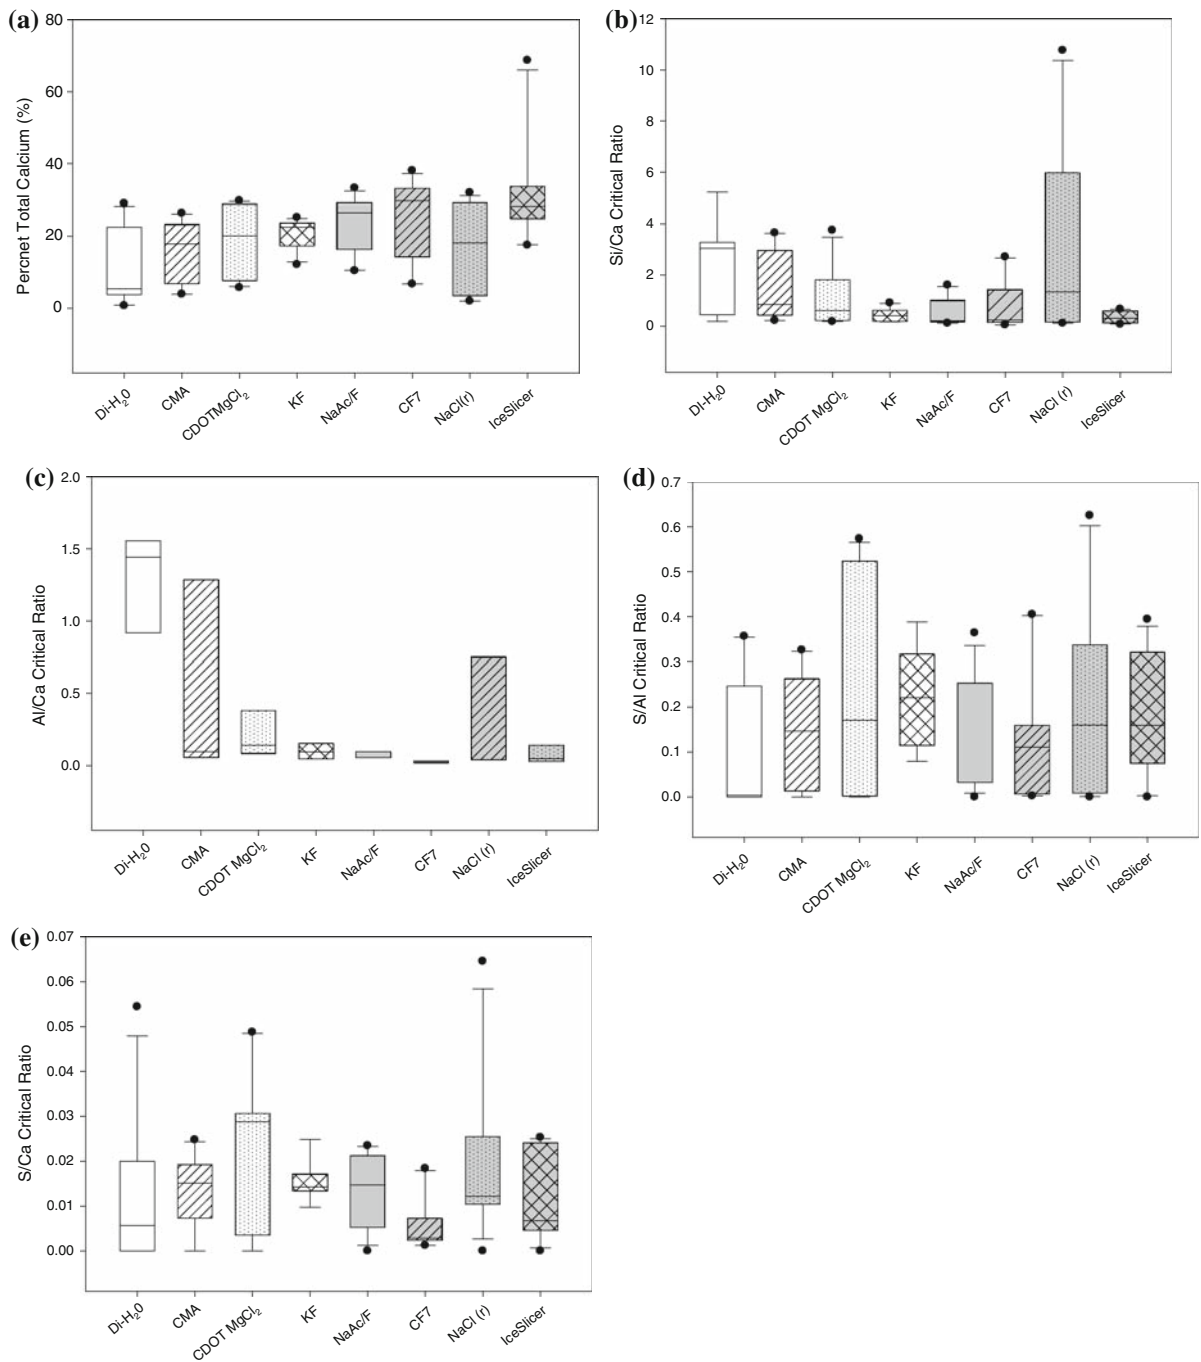 (a)
80
60
40
20
0
Percnet Total Calcium (%)
Di-H20
CMA
CDOTMgCl2
KF
NaAc/F
CF7
NaCl(r)
IceSlicer
(b)
12
10
8
6
4
2
0
Si/Ca Critical Ratio
DI-H20
CMA
CDOT MgCl2
KF
NaAc/F
CF7
NaCl (r)
IceSlicer
(c)
2.0
1.5
1.0
0.5
0.0
Al/Ca Critical Ratio
Di-H20
CMA
CDOT MgCl2
KF
NaAc/F
CF7
NaCl (r)
IceSlicer
(d)
0.7
0.6
0.5
0.4
0.3
0.2
0.1
0.0
S/Al Critical Ratio
Di-H20
CMA
CDOT MgCl2
KF
NaAc/F
CF7
NaCl (r)
IceSlicer
(e)
0.07
0.06
0.05
0.04
0.03
0.02
0.01
0.00
S/Ca Critical Ratio
Di-H20
CMA
CDOT MgCl2
KF
NaAc/F
CF7
NaCl (r)
IceSlicer